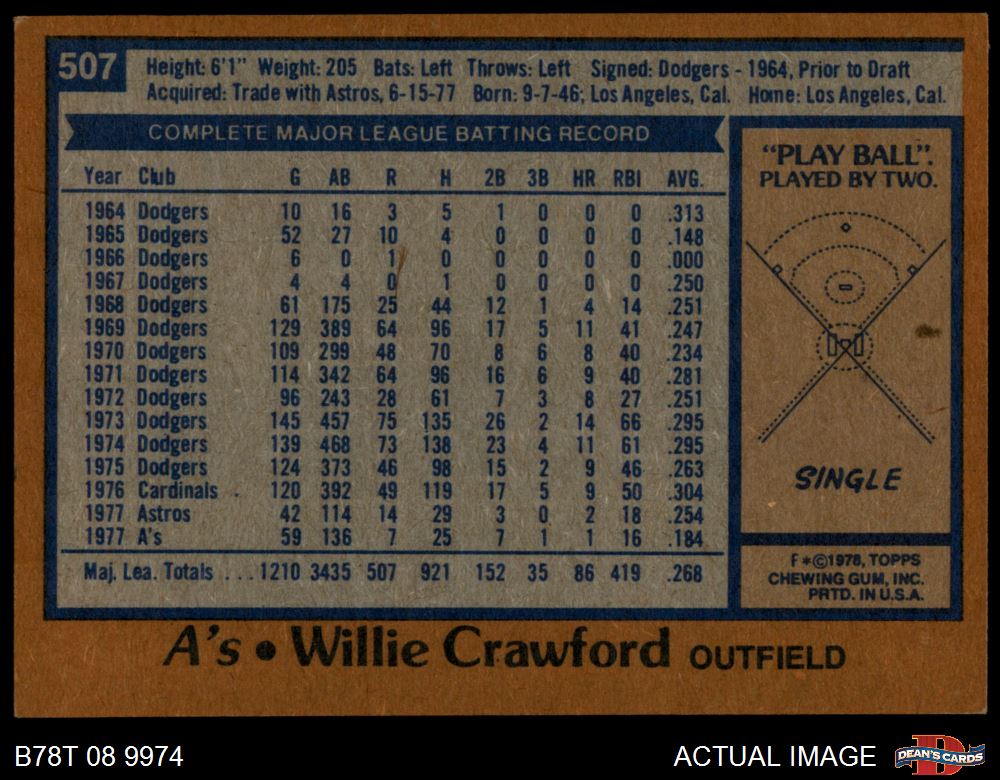 507
Height: 6'1" Weight: 205 Bats: Left Throws: Left Signed: Dodgers - 1964, Prior to Draft
Acquired: Trade with Astros, 6-15-77 Born: 9-7-46, Los Angeles, Cal. Home: Los Angeles, Cal.
COMPLETE MAJOR LEAGUE BATTING RECORD
Year Club G AB R H 2B 3B HR RBI AVG.
1964 Dodgers 10 16 3 5 1 0 0 0 .313
1965 Dodgers 52 27 10 4 0 0 0 0 .148
1966 Dodgers 6 0 1 0 0 0 0 0 .000
1967 Dodgers 4 4 0 1 0 0 0 0 .250
1968 Dodgers 61 175 25 44 12 1 4 14 .251
1969 Dodgers 129 389 64 96 17 5 11 41 .247
1970 Dodgers 109 299 48 70 8 6 8 40 .234
1971 Dodgers 114 342 64 96 16 6 9 40 .281
1972 Dodgers 96 243 28 61 7 3 8 27 .251
1973 Dodgers 145 457 75 135 26 2 14 66 .295
1974 Dodgers 139 468 73 138 23 4 11 61 .295
1975 Dodgers 124 373 46 98 15 2 9 46 .263
1976 Cardinals 120 392 49 119 17 5 9 50 .304
1977 Astros 42 114 14 29 3 0 2 18 .254
1977 A's 59 136 7 25 7 1 1 16 .184
Maj. Lea. Totals ... 1210 3435 507 921 152 35 86 419 .268
"PLAY BALL".
PLAYED BY TWO.
SINGLE
F*©1978, TOPPS
CHEWING GUM, INC.
PRTD. IN U.S.A.
A's • Willie Crawford OUTFIELD
B78T 08 9974
ACTUAL IMAGE
D
DEAN'S CARDS